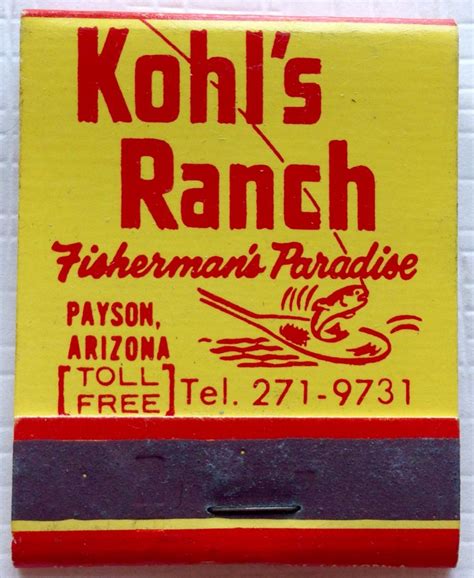 Kohl's
Ranch
Fisherman's Paradise
PAYSON,
ARIZONA
[TOLL FREE] Tel. 271-9731